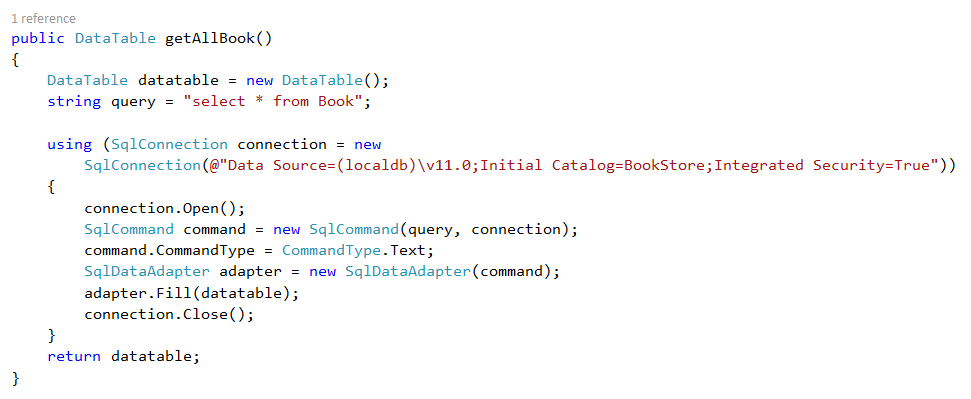 1 reference
public DataTable getAllBook()
{
    DataTable datatable = new DataTable();
    string query = "select * from Book";

    using (SqlConnection connection = new
        SqlConnection(@"Data Source=(localdb)\v11.0;Initial Catalog=BookStore;Integrated Security=True"))
    {
        connection.Open();
        SqlCommand command = new SqlCommand(query, connection);
        command.CommandType = CommandType.Text;
        SqlDataAdapter adapter = new SqlDataAdapter(command);
        adapter.Fill(datatable);
        connection.Close();
    }
    return datatable;
}